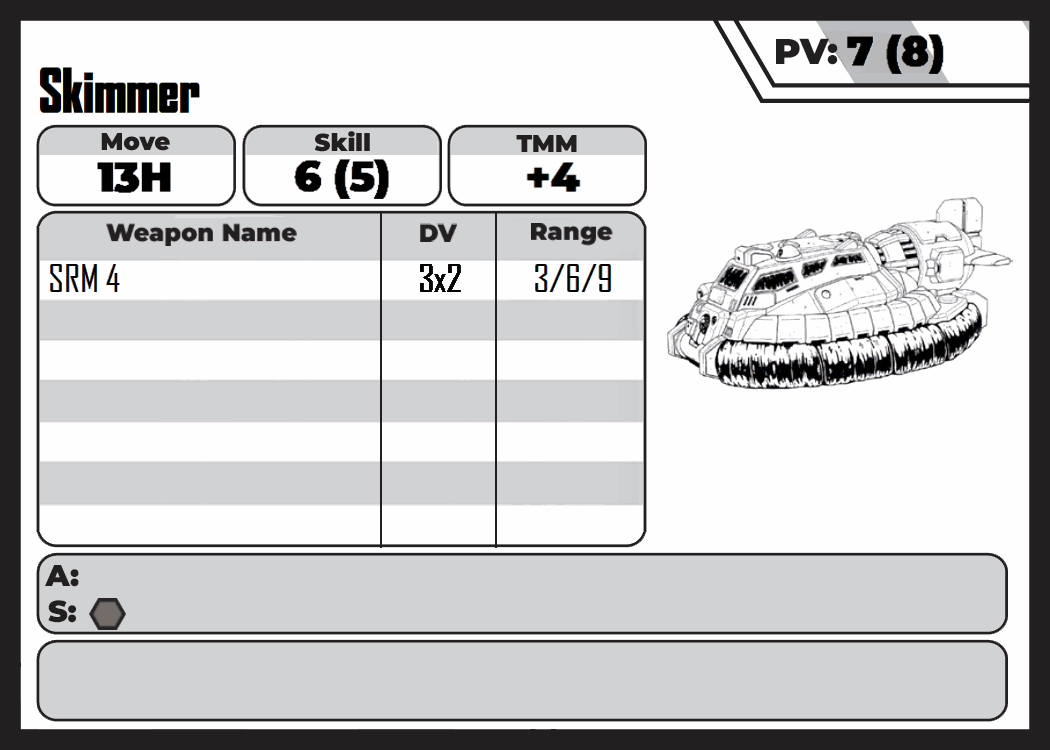 PV: 7 (8)
Skimmer
Move Skill TMM
13H 6 (5) +4
Weapon Name DV Range
SRM 4 3x2 3/6/9
A:
S: